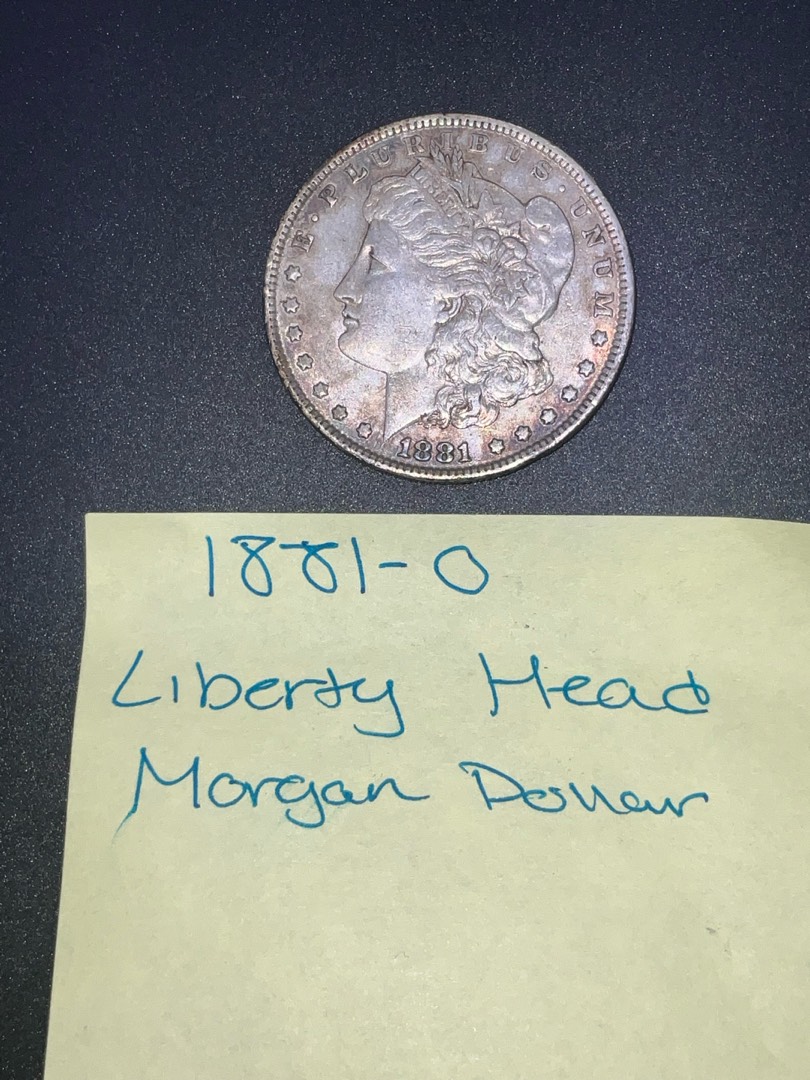 E·PLURIBUS·UNUM
LIBERTY
1881
1881-O
Liberty Head
Morgan Dollar